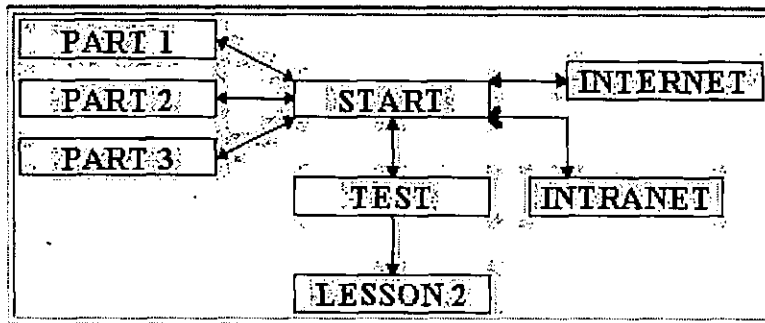 PART 1
PART 2
PART 3
START
INTERNET
TEST
INTRANET
LESSON 2